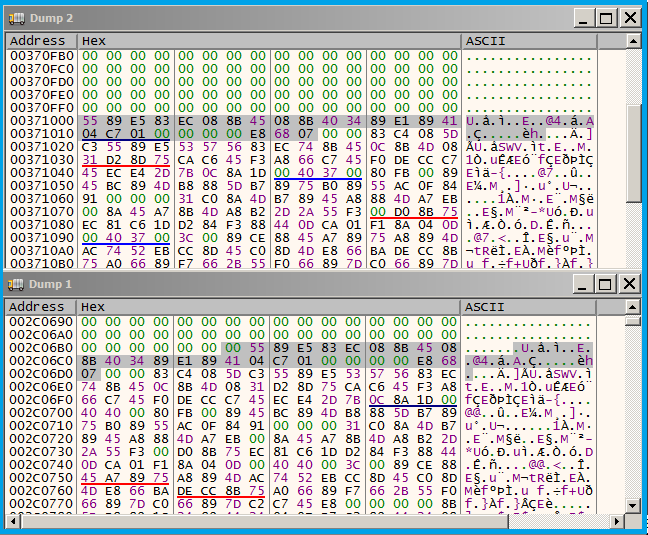 Dump 2
Address Hex ASCII
00370FB0 00 00 00 00 00 00 00 00 00 00 00 00 00 00 00 00 ................
00370FC0 00 00 00 00 00 00 00 00 00 00 00 00 00 00 00 00 ................
00370FD0 00 00 00 00 00 00 00 00 00 00 00 00 00 00 00 00 ................
00370FE0 00 00 00 00 00 00 00 00 00 00 00 00 00 00 00 00 ................
00370FF0 00 00 00 00 00 00 00 00 00 00 00 00 00 00 00 00 ................
00371000 55 89 E5 83 EC 08 8B 45 08 8B 40 34 89 E1 89 41 U.å.ì..E..@4.á.A
00371010 04 C7 01 00 00 00 00 E8 68 07 00 00 83 C4 08 5D .Ç.....èh....Ä.]
00371020 C3 55 89 E5 53 57 56 83 EC 74 8B 45 0C 8B 4D 08 ÃU.åSWV.ìt.E..M.
00371030 31 D2 8D 75 CA C6 45 F3 A8 66 C7 45 F0 DE CC C7 1Ò.uÊÆEó¨fÇEðÞÌÇ
00371040 45 EC E4 2D 7B 0C 8A 1D 00 40 37 00 80 FB 00 89 Eìä-{....@7..û..
00371050 45 BC 89 4D B8 88 5D B7 89 75 B0 89 55 AC 0F 84 E¼.M¸.]·.u°.U¬..
00371060 91 00 00 00 31 C0 8A 4D B7 89 45 A8 88 4D A7 EB ....1À.M·.E¨.M§ë
00371070 00 8A 45 A7 8B 4D A8 B2 2D 2A 55 F3 00 D0 8B 75 ..E§.M¨²-*Uó.Ð.u
00371080 EC 81 C6 1D D2 84 F3 88 44 0D CA 01 F1 8A 04 0D ì.Æ.Ò.ó.D.Ê.ñ...
00371090 00 40 37 00 3C 00 89 CE 88 45 A7 89 75 A8 89 4D .@7.<..Î.E§.u¨.M
003710A0 AC 74 52 EB CC 8D 45 C0 8D 4D E8 66 BA DE CC 8B ¬tRëÌ.EÀ.MèfºÞÌ.
003710B0 75 A0 66 89 F7 66 2B 55 F0 66 89 7D C0 66 89 7D u f.÷f+Uðf.}Àf.}
Dump 1
Address Hex ASCII
002C0690 00 00 00 00 00 00 00 00 00 00 00 00 00 00 00 00 ................
002C06A0 00 00 00 00 00 00 00 00 00 00 00 00 00 00 00 00 ................
002C06B0 00 00 00 00 00 00 00 55 89 E5 83 EC 08 8B 45 08 .......U.å.ì..E.
002C06C0 8B 40 34 89 E1 89 41 04 C7 01 00 00 00 00 E8 68 .@4.á.A.Ç.....èh
002C06D0 07 00 00 83 C4 08 5D C3 55 89 E5 53 57 56 83 EC ....Ä.]ÃU.åSWV.ì
002C06E0 74 8B 45 0C 8B 4D 08 31 D2 8D 75 CA C6 45 F3 A8 t.E..M.1Ò.uÊÆEó¨
002C06F0 66 C7 45 F0 DE CC C7 45 EC E4 2D 7B 0C 8A 1D 00 fÇEðÞÌÇEìä-{....
002C0700 40 40 00 80 FB 00 89 45 BC 89 4D B8 88 5D B7 89 @@..û..E¼.M¸.]·.
002C0710 75 B0 89 55 AC 0F 84 91 00 00 00 31 C0 8A 4D B7 u°.U¬......1À.M·
002C0720 89 45 A8 88 4D A7 EB 00 8A 45 A7 8B 4D A8 B2 2D .E¨.M§ë..E§.M¨²-
002C0730 2A 55 F3 00 D0 8B 75 EC 81 C6 1D D2 84 F3 88 44 *Uó.Ð.uì.Æ.Ò.ó.D
002C0740 0D CA 01 F1 8A 04 0D 00 40 40 00 3C 00 89 CE 88 .Ê.ñ....@@.<..Î.
002C0750 45 A7 89 75 A8 89 4D AC 74 52 EB CC 8D 45 C0 8D E§.u¨.M¬tRëÌ.EÀ.
002C0760 4D E8 66 BA DE CC 8B 75 A0 66 89 F7 66 2B 55 F0 MèfºÞÌ.u f.÷f+Uð
002C0770 66 89 7D C0 66 89 7D C2 C7 45 E8 00 00 00 00 8B f.}Àf.}ÂÇEè.....